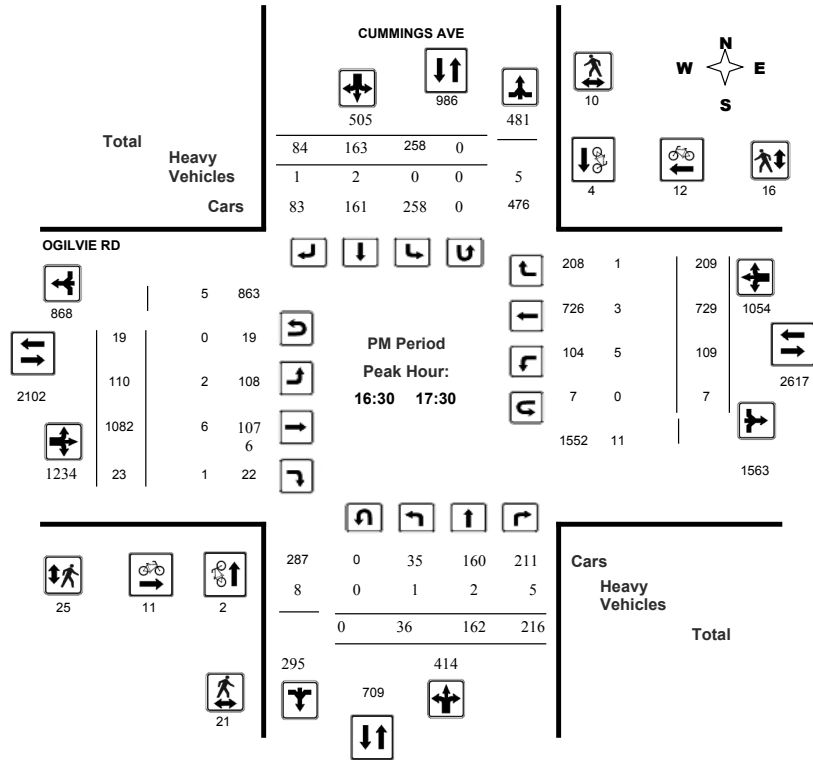 CUMMINGS AVE
N
W E
S
986
10
505 481
Total
84 163 258 0
Heavy
Vehicles
1 2 0 0 5
4 12 16
Cars
83 161 258 0 476
OGILVIE RD
208 1 209
868
5 863
726 3 729 1054
19 0 19
PM Period
104 5 109
Peak Hour:
2617
110 2 108
2102
16:30 17:30
7 0 7
1082 6 107
6
1552 11
1234 23 1 22
1563
287 0 35 160 211 Cars
8 0 1 2 5 Heavy
Vehicles
25 11 2
0 36 162 216 Total
295 414
709
21